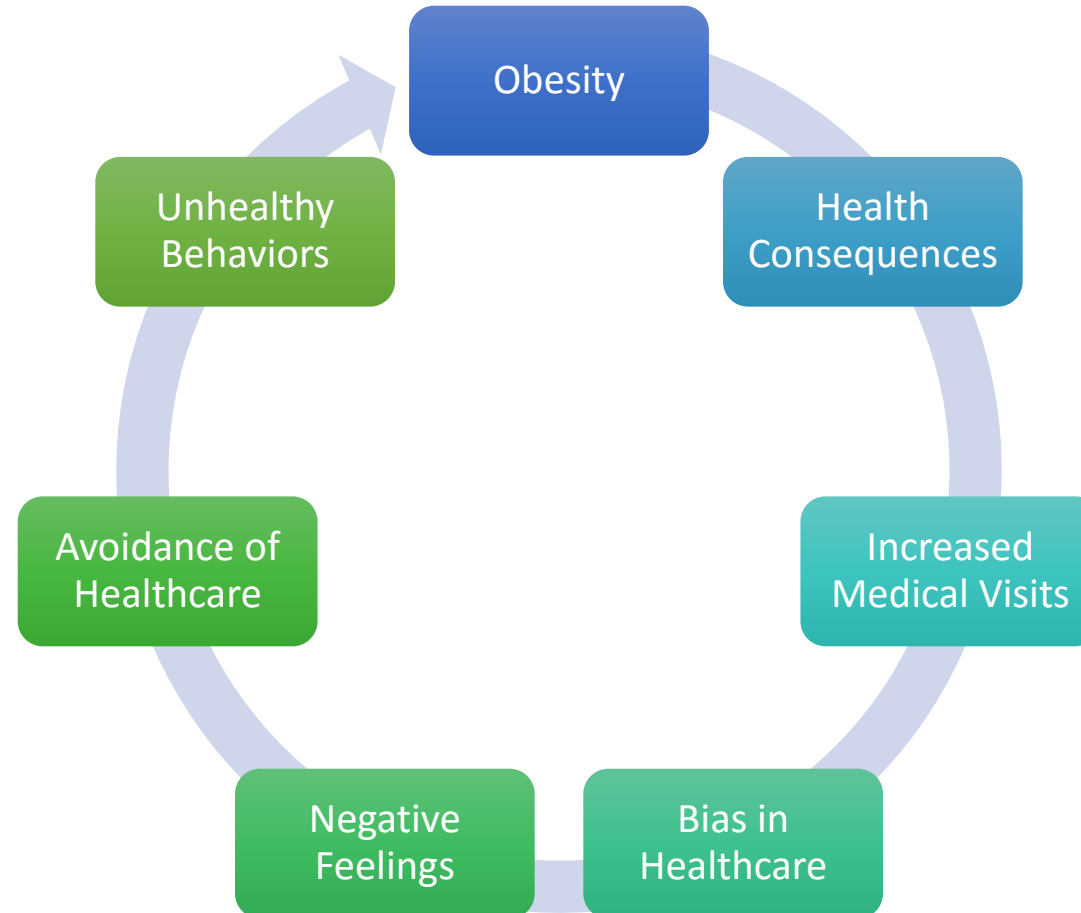 Obesity
Health
Consequences
Increased
Medical Visits
Bias in
Healthcare
Negative
Feelings
Avoidance of
Healthcare
Unhealthy
Behaviors